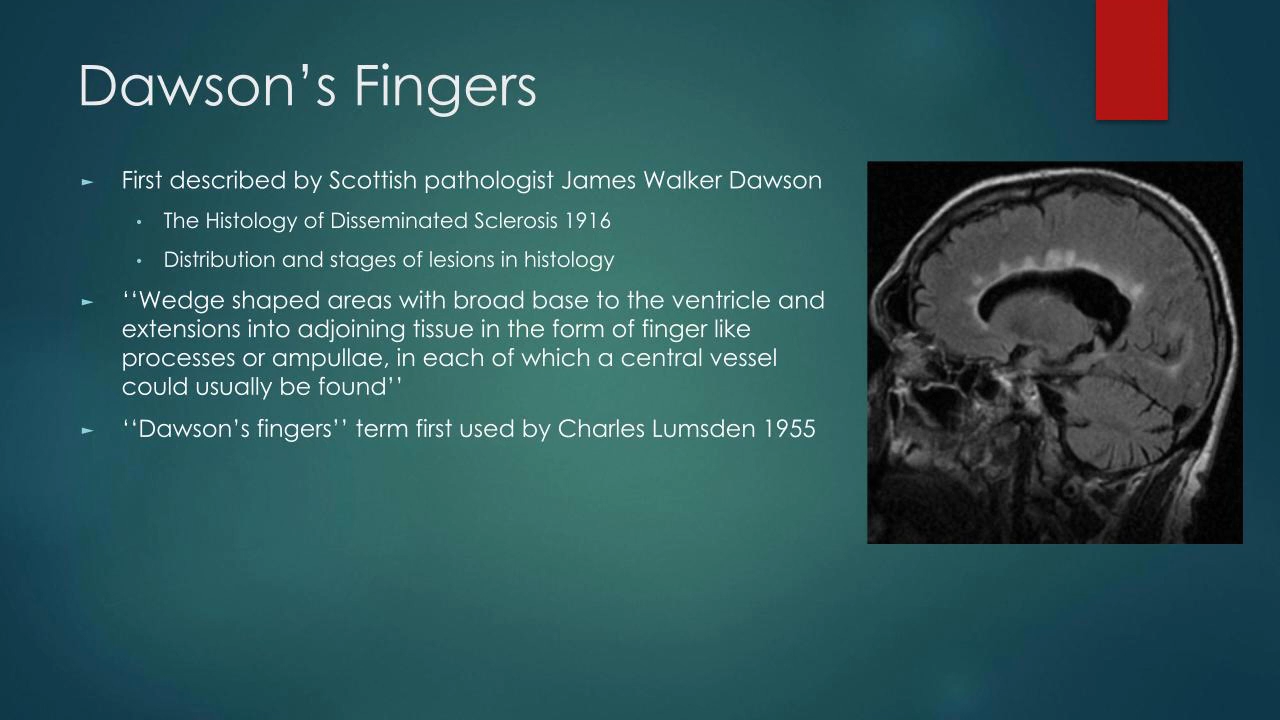 Dawson’s Fingers
► First described by Scottish pathologist James Walker Dawson
• The Histology of Disseminated Sclerosis 1916
• Distribution and stages of lesions in histology
► ‘‘Wedge shaped areas with broad base to the ventricle and
extensions into adjoining tissue in the form of finger like
processes or ampullae, in each of which a central vessel
could usually be found’’
► ‘‘Dawson’s fingers’’ term first used by Charles Lumsden 1955